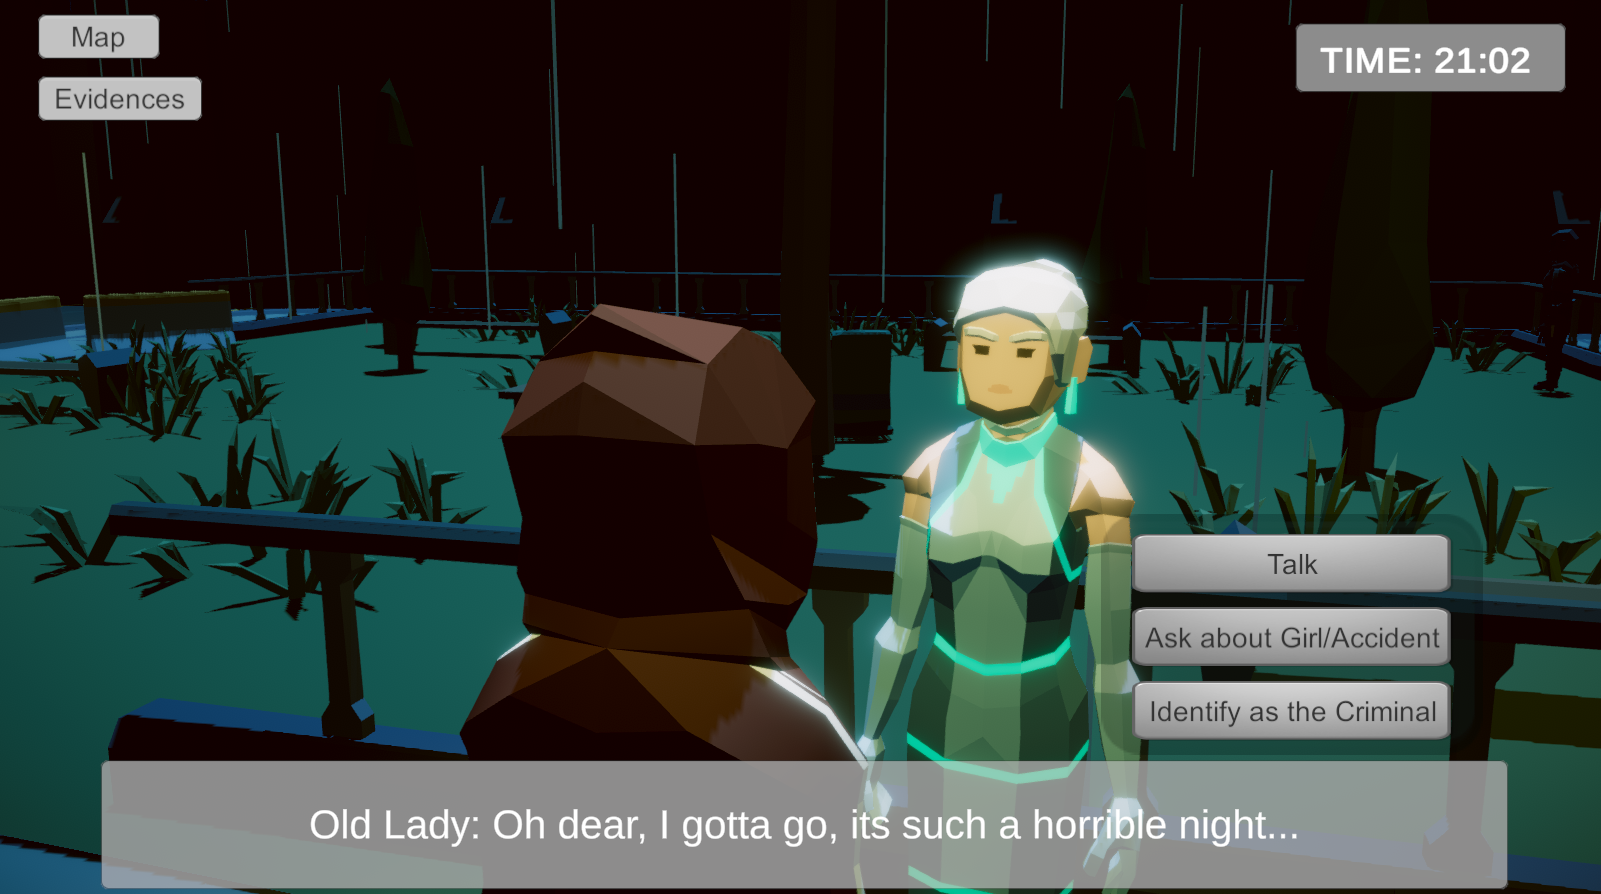 Map
TIME: 21:02
Evidences
Talk
Ask about Girl/Accident
Identify as the Criminal
Old Lady: Oh dear, I gotta go, its such a horrible night...